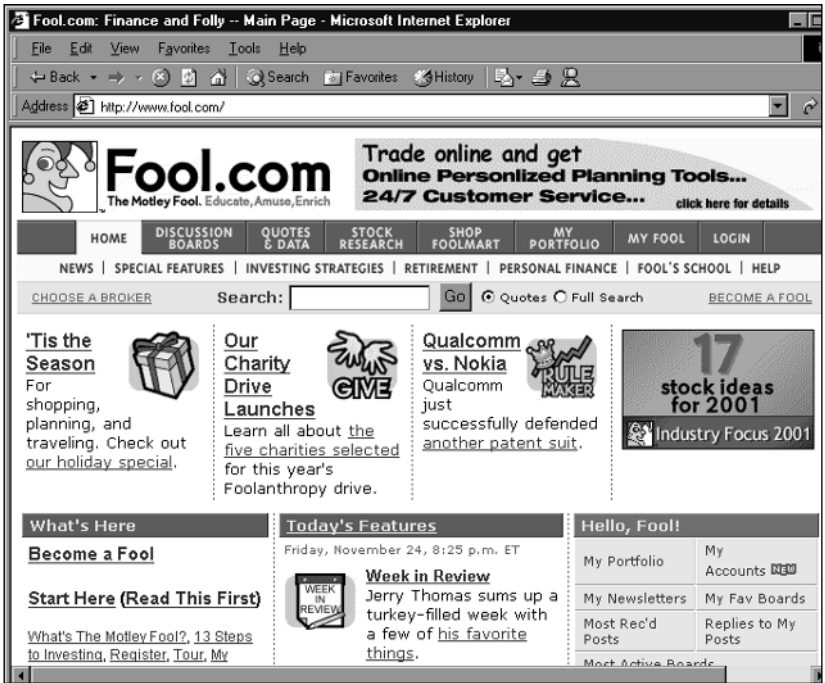 Fool.com: Finance and Folly -- Main Page - Microsoft Internet Explorer
File Edit View Favorites Tools Help
Back Search Favorites History
Address http://www.fool.com/
Fool.com
The Motley Fool. Educate, Amuse, Enrich
Trade online and get
Online Personlized Planning Tools...
24/7 Customer Service...
click here for details
HOME
DISCUSSION BOARDS
QUOTES & DATA
STOCK RESEARCH
SHOP FOOLMART
MY PORTFOLIO
MY FOOL
LOGIN
NEWS | SPECIAL FEATURES | INVESTING STRATEGIES | RETIREMENT | PERSONAL FINANCE | FOOL'S SCHOOL | HELP
CHOOSE A BROKER Search: Go Quotes Full Search BECOME A FOOL
'Tis the
Season
For
shopping,
planning, and
traveling. Check out
our holiday special.
Our
Charity
Drive
Launches
GIVE
Learn all about the
five charities selected
for this year's
Foolanthropy drive.
Qualcomm
vs. Nokia
RULE
MAKER
Qualcomm
just
successfully defended
another patent suit.
17
stock ideas
for 2001
Industry Focus 2001
What's Here
Become a Fool
Start Here (Read This First)
What's The Motley Fool?, 13 Steps
to Investing, Register, Tour, My
Today's Features
Friday, November 24, 8:25 p.m. ET
WEEK
IN
REVIEW
Week in Review
Jerry Thomas sums up a
turkey-filled week with
a few of his favorite
things.
Hello, Fool!
My Portfolio
My
Accounts NEW
My Newsletters
My Fav Boards
Most Rec'd
Posts
Replies to My
Posts
Most Active Boards